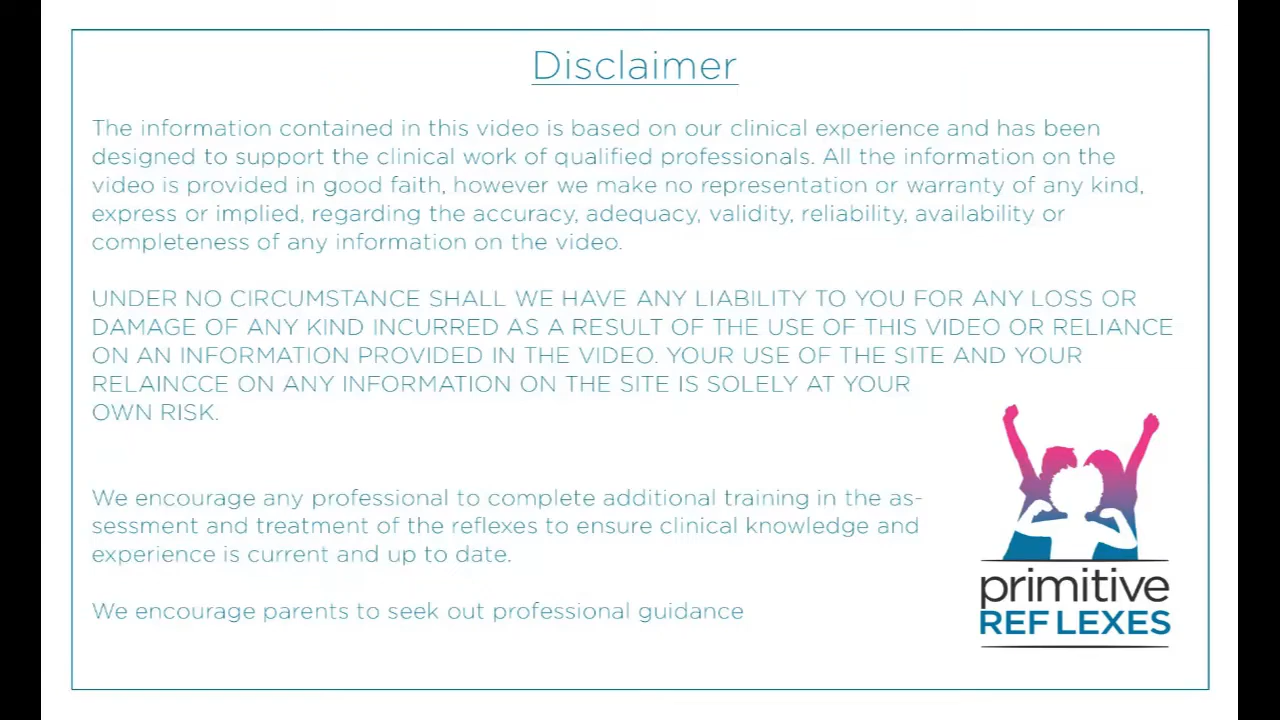 Disclaimer
The information contained in this video is based on our clinical experience and has been
designed to support the clinical work of qualified professionals. All the information on the
video is provided in good faith, however we make no representation or warranty of any kind,
express or implied, regarding the accuracy, adequacy, validity, reliability, availability or
completeness of any information on the video.
UNDER NO CIRCUMSTANCE SHALL WE HAVE ANY LIABILITY TO YOU FOR ANY LOSS OR
DAMAGE OF ANY KIND INCURRED AS A RESULT OF THE USE OF THIS VIDEO OR RELIANCE
ON AN INFORMATION PROVIDED IN THE VIDEO. YOUR USE OF THE SITE AND YOUR
RELAINCCE ON ANY INFORMATION ON THE SITE IS SOLELY AT YOUR
OWN RISK.
We encourage any professional to complete additional training in the as-
sessment and treatment of the reflexes to ensure clinical knowledge and
experience is current and up to date.
We encourage parents to seek out professional guidance
primitive
REFLEXES